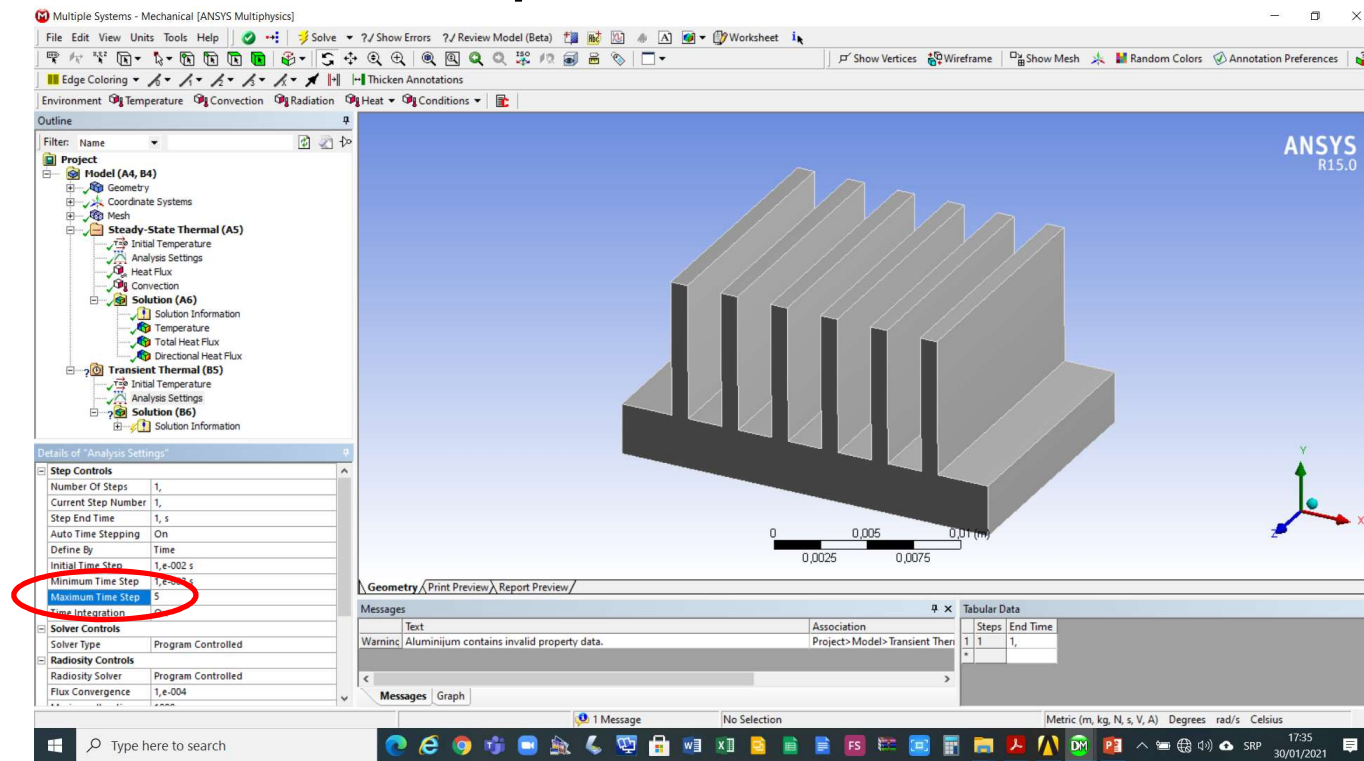 Multiple Systems - Mechanical [ANSYS Multiphysics]
File Edit View Units Tools Help Solve ?./ Show Errors ?./ Review Model (Beta) A Worksheet
Show Vertices Wireframe Show Mesh Random Colors Annotation Preferences
Edge Coloring Thicken Annotations
Environment Temperature Convection Radiation Heat Conditions
Outline
Filter: Name
Project
Model (A4, B4)
Geometry
Coordinate Systems
Mesh
Steady-State Thermal (A5)
Initial Temperature
Analysis Settings
Heat Flux
Convection
Solution (A6)
Solution Information
Temperature
Total Heat Flux
Directional Heat Flux
Transient Thermal (B5)
Initial Temperature
Analysis Settings
Solution (B6)
Solution Information
Details of "Analysis Settings"
Step Controls
Number Of Steps 1,
Current Step Number 1,
Step End Time 1, s
Auto Time Stepping On
Define By Time
Initial Time Step 1,e-002 s
Minimum Time Step 1,e-003 s
Maximum Time Step 5
Time Integration
Solver Controls
Solver Type Program Controlled
Radiosity Controls
Radiosity Solver Program Controlled
Flux Convergence 1,e-004
ANSYS
R15.0
Y
X
Z
0 0,005 0,01 (m)
0,0025 0,0075
Geometry Print Preview Report Preview
Messages
Text Association
Warning Aluminijum contains invalid property data. Project>Model>Transient Ther
Messages Graph
Tabular Data
Steps End Time
1 1 1,
*
1 Message No Selection Metric (m, kg, N, s, V, A) Degrees rad/s Celsius
Type here to search
FS
DM
SRP
17:35
30/01/2021